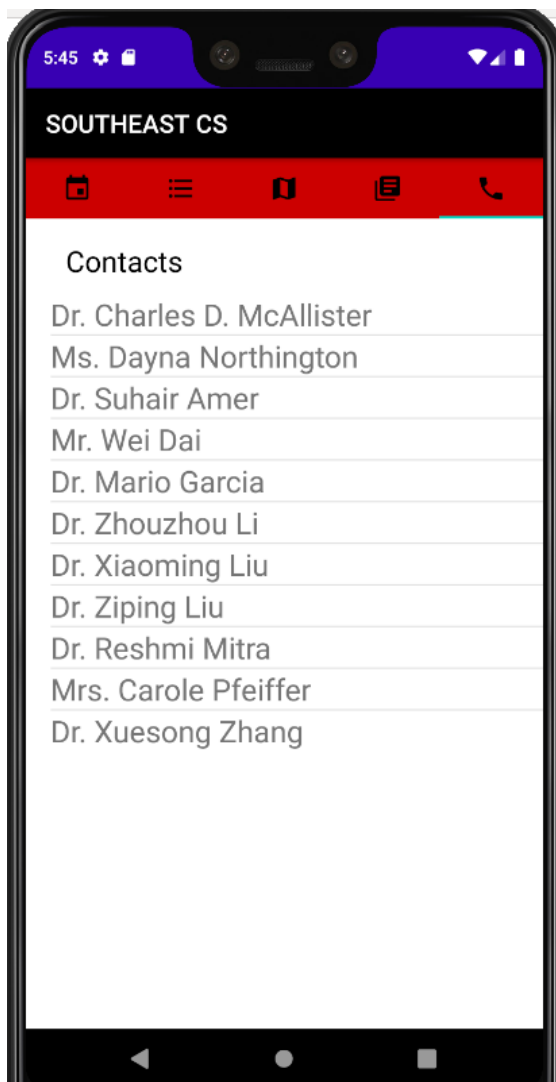 5:45
SOUTHEAST CS
Contacts
Dr. Charles D. McAllister
Ms. Dayna Northington
Dr. Suhair Amer
Mr. Wei Dai
Dr. Mario Garcia
Dr. Zhouzhou Li
Dr. Xiaoming Liu
Dr. Ziping Liu
Dr. Reshmi Mitra
Mrs. Carole Pfeiffer
Dr. Xuesong Zhang